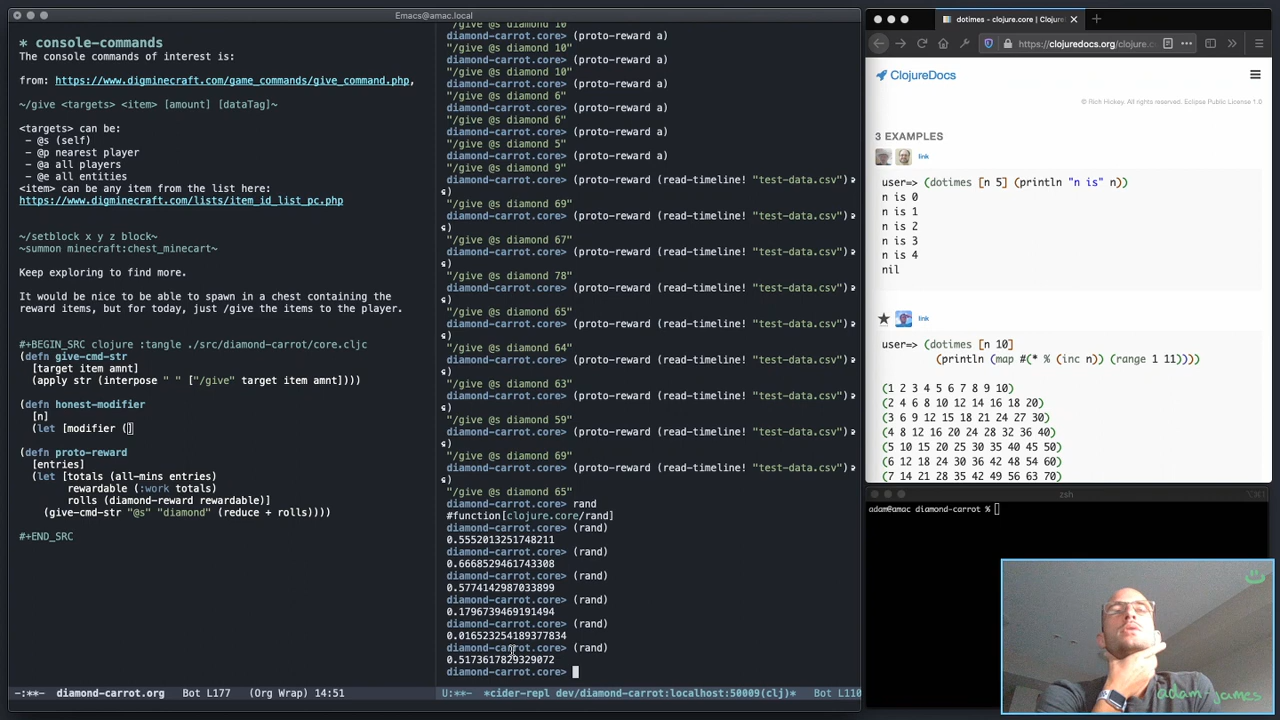 Emacs@amac.local
* console-commands
The console commands of interest is:
from: https://www.digminecraft.com/game_commands/give_command.php,
~/give <targets> <item> [amount] [dataTag]~
<targets> can be:
- @s (self)
- @p nearest player
- @a all players
- @e all entities
<item> can be any item from the list here:
https://www.digminecraft.com/lists/item_id_list_pc.php
~/setblock x y z block~
~summon minecraft:chest_minecart~
Keep exploring to find more.
It would be nice to be able to spawn in a chest containing the
reward items, but for today, just /give the items to the player.
#+BEGIN_SRC clojure :tangle ./src/diamond-carrot/core.cljc
(defn give-cmd-str
[target item amnt]
(apply str (interpose " " ["/give" target item amnt])))
(defn honest-modifier
[n]
(let [modifier (]
(defn proto-reward
[entries]
(let [totals (all-mins entries)
rewardable (:work totals)
rolls (diamond-reward rewardable)]
(give-cmd-str "@s" "diamond" (reduce + rolls))))
#+END_SRC
-:**- diamond-carrot.org Bot L177 (Org Wrap) 14:51
"/give @s diamond 10"
diamond-carrot.core> (proto-reward a)
"/give @s diamond 10"
diamond-carrot.core> (proto-reward a)
"/give @s diamond 10"
diamond-carrot.core> (proto-reward a)
"/give @s diamond 6"
diamond-carrot.core> (proto-reward a)
"/give @s diamond 6"
diamond-carrot.core> (proto-reward a)
"/give @s diamond 5"
diamond-carrot.core> (proto-reward a)
"/give @s diamond 9"
diamond-carrot.core> (proto-reward (read-timeline! "test-data.csv")
)
"/give @s diamond 69"
diamond-carrot.core> (proto-reward (read-timeline! "test-data.csv")
)
"/give @s diamond 67"
diamond-carrot.core> (proto-reward (read-timeline! "test-data.csv")
)
"/give @s diamond 78"
diamond-carrot.core> (proto-reward (read-timeline! "test-data.csv")
)
"/give @s diamond 65"
diamond-carrot.core> (proto-reward (read-timeline! "test-data.csv")
)
"/give @s diamond 64"
diamond-carrot.core> (proto-reward (read-timeline! "test-data.csv")
)
"/give @s diamond 63"
diamond-carrot.core> (proto-reward (read-timeline! "test-data.csv")
)
"/give @s diamond 59"
diamond-carrot.core> (proto-reward (read-timeline! "test-data.csv")
)
"/give @s diamond 69"
diamond-carrot.core> (proto-reward (read-timeline! "test-data.csv")
)
"/give @s diamond 65"
diamond-carrot.core> rand
#function[clojure.core/rand]
diamond-carrot.core> (rand)
0.5552013251748211
diamond-carrot.core> (rand)
0.6668529461743308
diamond-carrot.core> (rand)
0.5774142987033899
diamond-carrot.core> (rand)
0.1796739469191494
diamond-carrot.core> (rand)
0.016523254189377834
diamond-carrot.core> (rand)
0.5173617829329072
diamond-carrot.core>
U:**- *cider-repl dev/diamond-carrot:localhost:50009(clj)* Bot L110
dotimes - clojure.core | Clojure
https://clojuredocs.org/clojure.c
ClojureDocs
© Rich Hickey. All rights reserved. Eclipse Public License 1.0
3 EXAMPLES
link
user=> (dotimes [n 5] (println "n is" n))
n is 0
n is 1
n is 2
n is 3
n is 4
nil
link
user=> (dotimes [n 10]
(println (map #(* % (inc n)) (range 1 11))))
(1 2 3 4 5 6 7 8 9 10)
(2 4 6 8 10 12 14 16 18 20)
(3 6 9 12 15 18 21 24 27 30)
(4 8 12 16 20 24 28 32 36 40)
(5 10 15 20 25 30 35 40 45 50)
(6 12 18 24 30 36 42 48 54 60)
(7 14 21 28 35 42 49 56 63 70)
zsh
adam@amac diamond-carrot %
adam-james